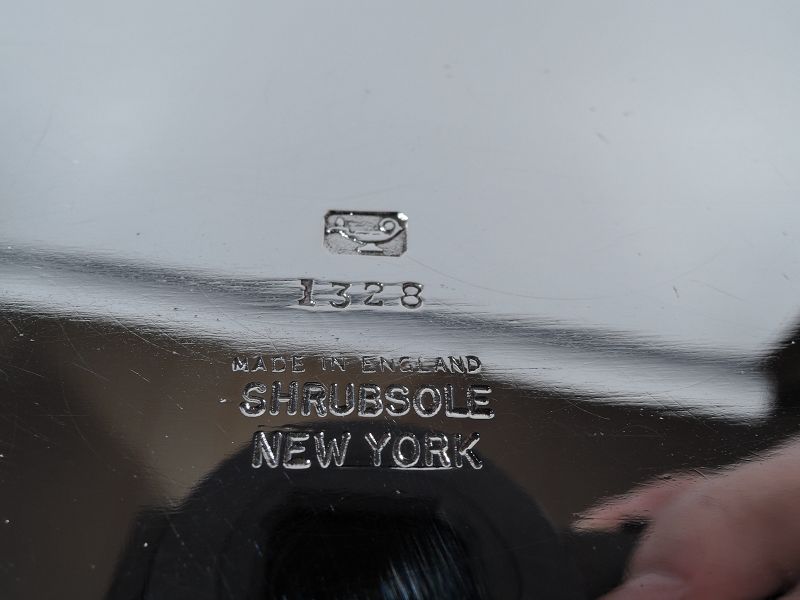 1328
MADE IN ENGLAND
SHRUBSOLE
NEW YORK